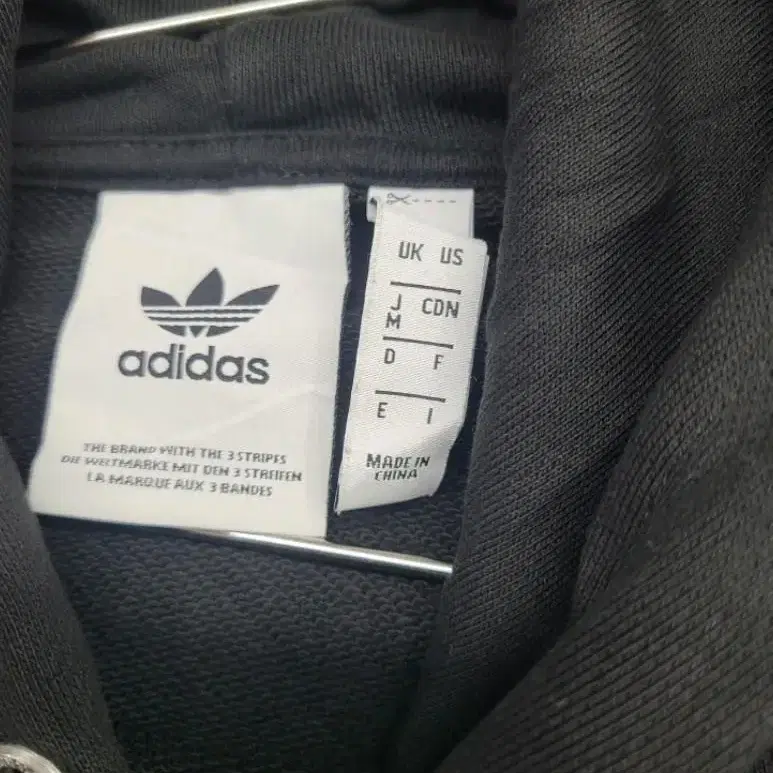 adidas
THE BRAND WITH THE 3 STRIPES
DIE WELTMARKE MIT DEN 3 STREIFEN
LA MARQUE AUX 3 BANDES
UK US
J CDN
M
D F
E I
MADE IN
CHINA